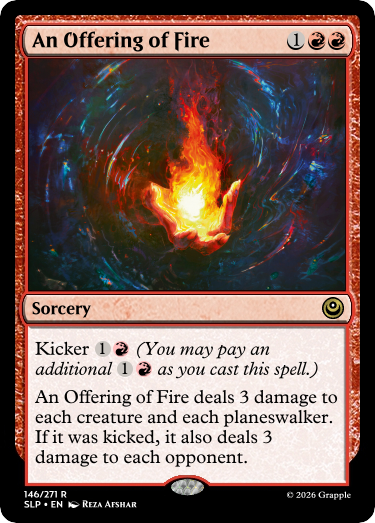 An Offering of Fire 1
Sorcery
Kicker 1 (You may pay an
additional 1 as you cast this spell.)
An Offering of Fire deals 3 damage to
each creature and each planeswalker.
If it was kicked, it also deals 3
damage to each opponent.
146/271 R
SLP • EN Reza Afshar
© 2026 Grapple